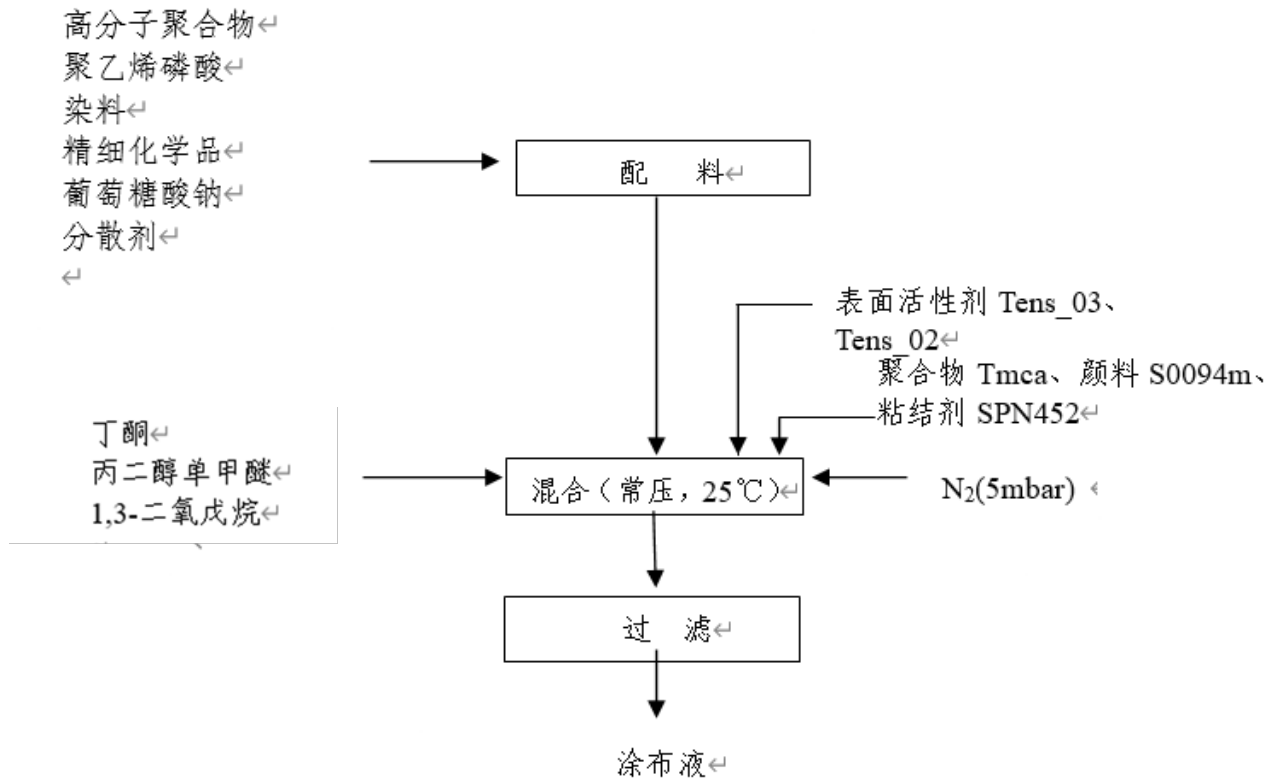 高分子聚合物↵
聚乙烯磷酸↵
染料↵
精细化学品↵
葡萄糖酸钠↵
分散剂↵
↵
配 料↵
表面活性剂 Tens_03、
Tens_02↵
聚合物 Tmca、颜料 S0094m、
粘结剂 SPN452↵
丁酮↵
丙二醇单甲醚↵
1,3-二氧戊烷↵
混合（常压，25℃）↵
N₂(5mbar) ↵
过 滤↵
涂布液↵